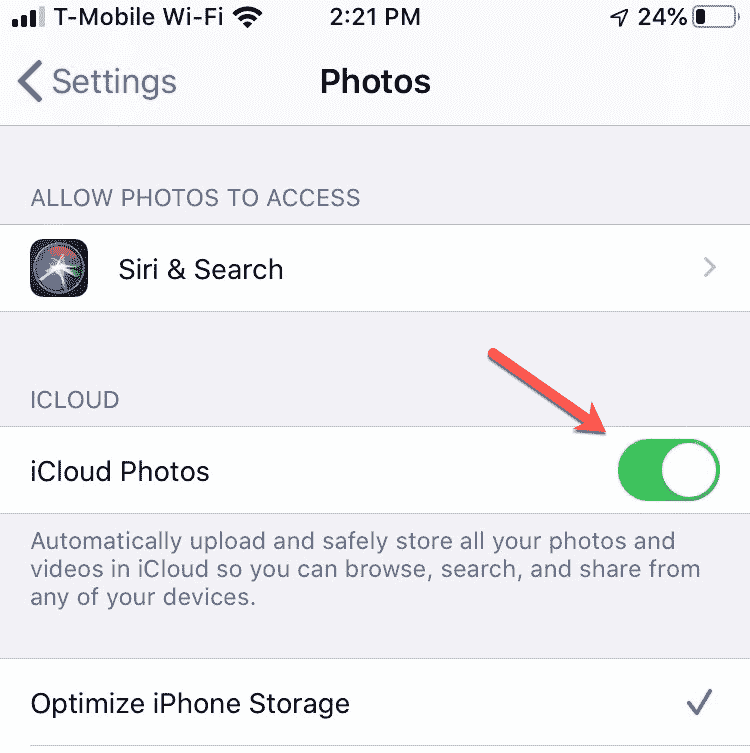 T-Mobile Wi-Fi 2:21 PM 24%
Settings Photos
ALLOW PHOTOS TO ACCESS
Siri & Search
ICLOUD
iCloud Photos
Automatically upload and safely store all your photos and
videos in iCloud so you can browse, search, and share from
any of your devices.
Optimize iPhone Storage